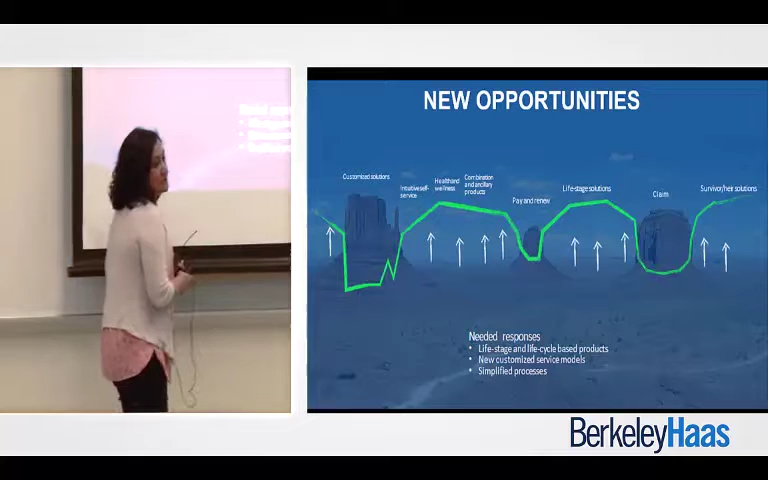 NEW OPPORTUNITIES
Customized solutions
Intuitive self-
service
Health and
wellness
Combination
and ancillary
products
Pay and renew
Life-stage solutions
Claim
Survivor/heir solutions
Needed responses
• Life-stage and life-cycle based products
• New customized service models
• Simplified processes
BerkeleyHaas